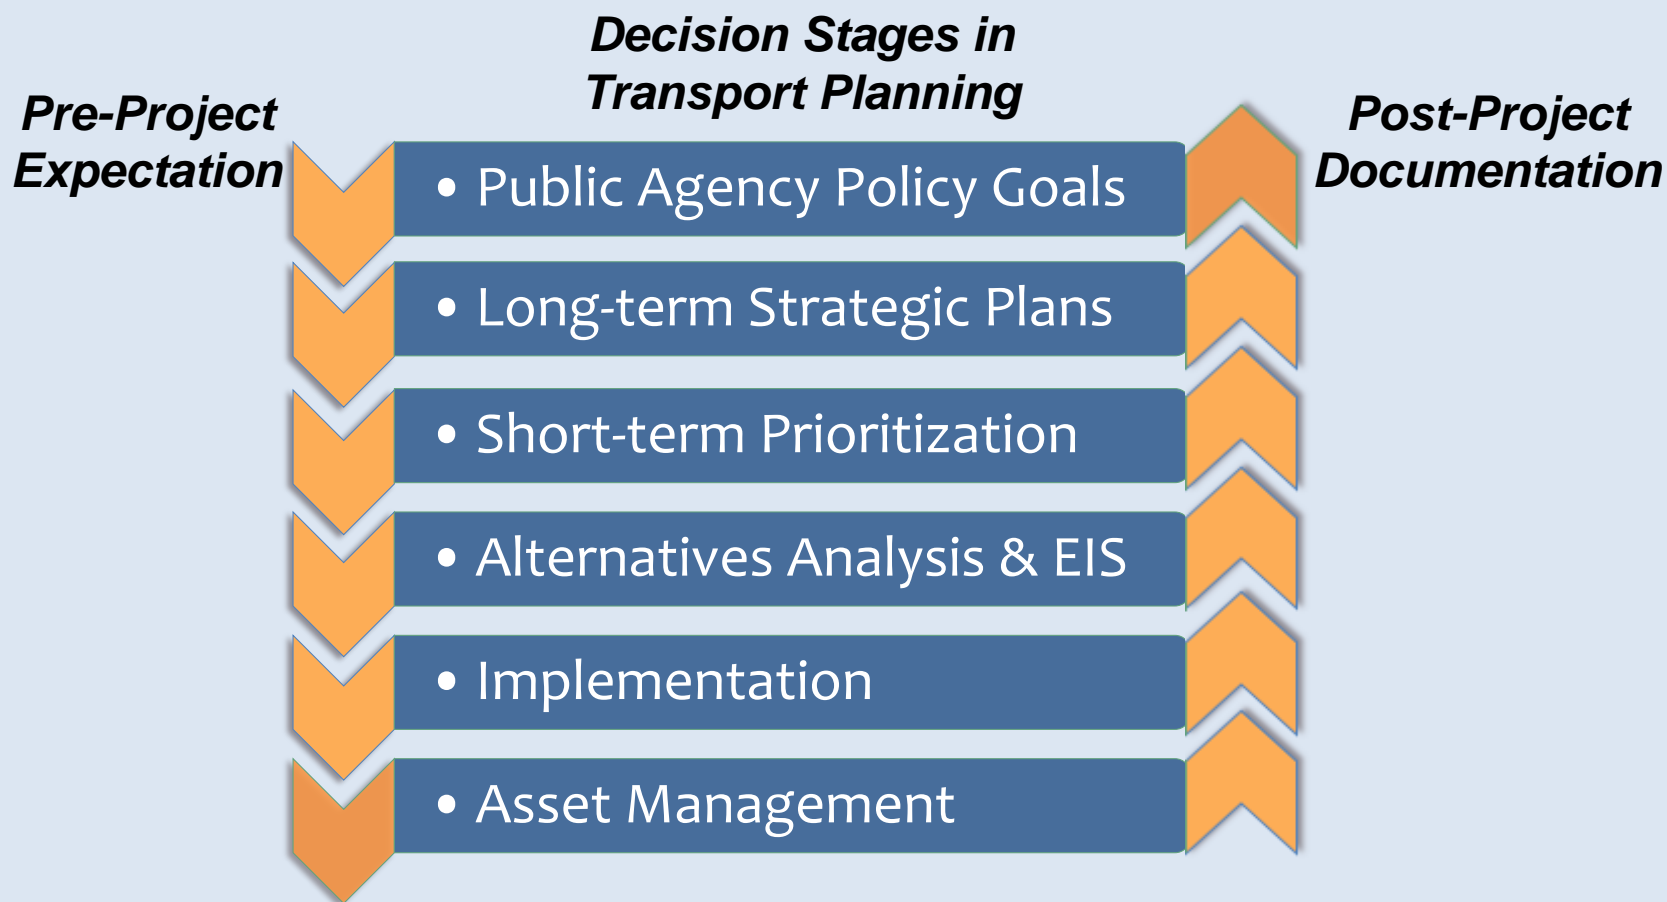 Decision Stages in
Transport Planning
Pre-Project
Expectation
Post-Project
Documentation
• Public Agency Policy Goals
• Long-term Strategic Plans
• Short-term Prioritization
• Alternatives Analysis & EIS
• Implementation
• Asset Management